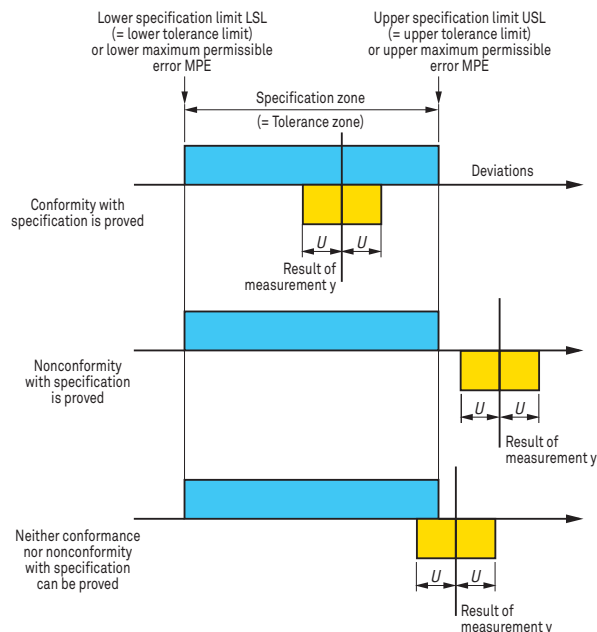 Lower specification limit LSL
(= lower tolerance limit)
or lower maximum permissible
error MPE
Upper specification limit USL
(= upper tolerance limit)
or upper maximum permissible
error MPE
Specification zone
(= Tolerance zone)
Deviations
Conformity with
specification is proved
U U
Result of
measurement y
Nonconformity
with specification
is proved
U U
Result of
measurement y
Neither conformance
nor nonconformity
with specification
can be proved
U U
Result of
measurement y